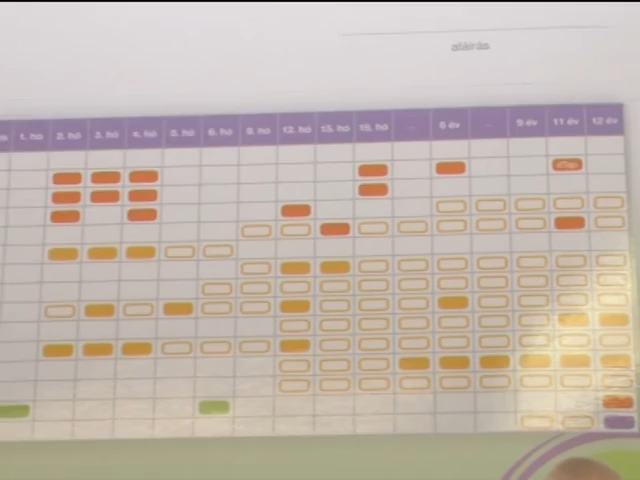 aláírás
1. hó 2. hó 3. hó 4. hó 5. hó 6. hó 9. hó 12. hó 15. hó 18. hó ... 6 év ... 9 év 11 év 12 év